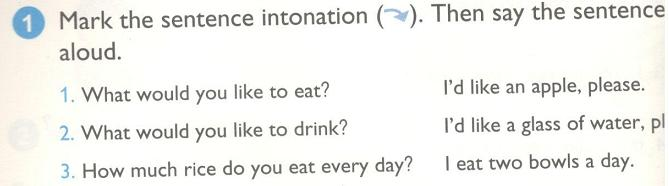 1 Mark the sentence intonation (↷). Then say the sentence
aloud.
1. What would you like to eat? I'd like an apple, please.
2. What would you like to drink? I'd like a glass of water, pl
3. How much rice do you eat every day? I eat two bowls a day.